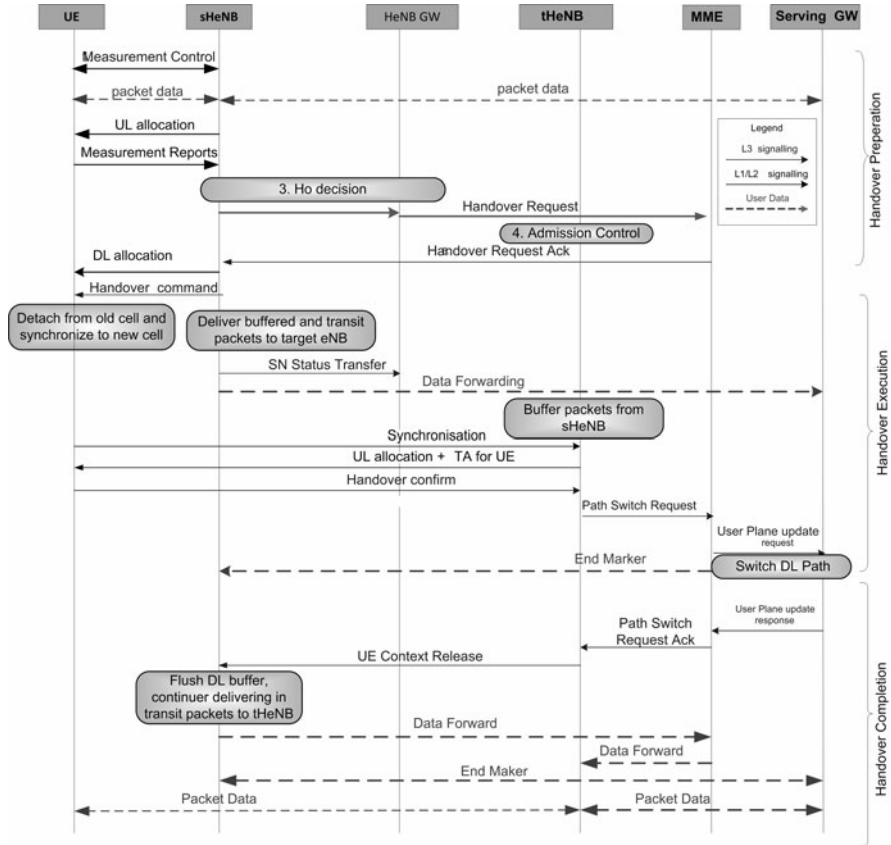 UE sHeNB HeNB GW tHeNB MME Serving GW
Measurement Control
packet data packet data
UL allocation
Measurement Reports
Legend
L3 signalling
L1/L2 signalling
User Data
3. Ho decision
Handover Request
4. Admission Control
Handover Request Ack
DL allocation
Handover command
Handover Preperation
Detach from old cell and
synchronize to new cell
Deliver buffered and transit
packets to target eNB
SN Status Transfer
Data Forwarding
Buffer packets from
sHeNB
Synchronisation
UL allocation + TA for UE
Handover confirm
Path Switch Request
User Plane update
request
End Marker
Switch DL Path
Handover Execution
User Plane update
response
Path Switch
Request Ack
UE Context Release
Flush DL buffer,
continuer delivering in
transit packets to tHeNB
Data Forward
Data Forward
End Maker
Packet Data Packet Data
Handover Completion